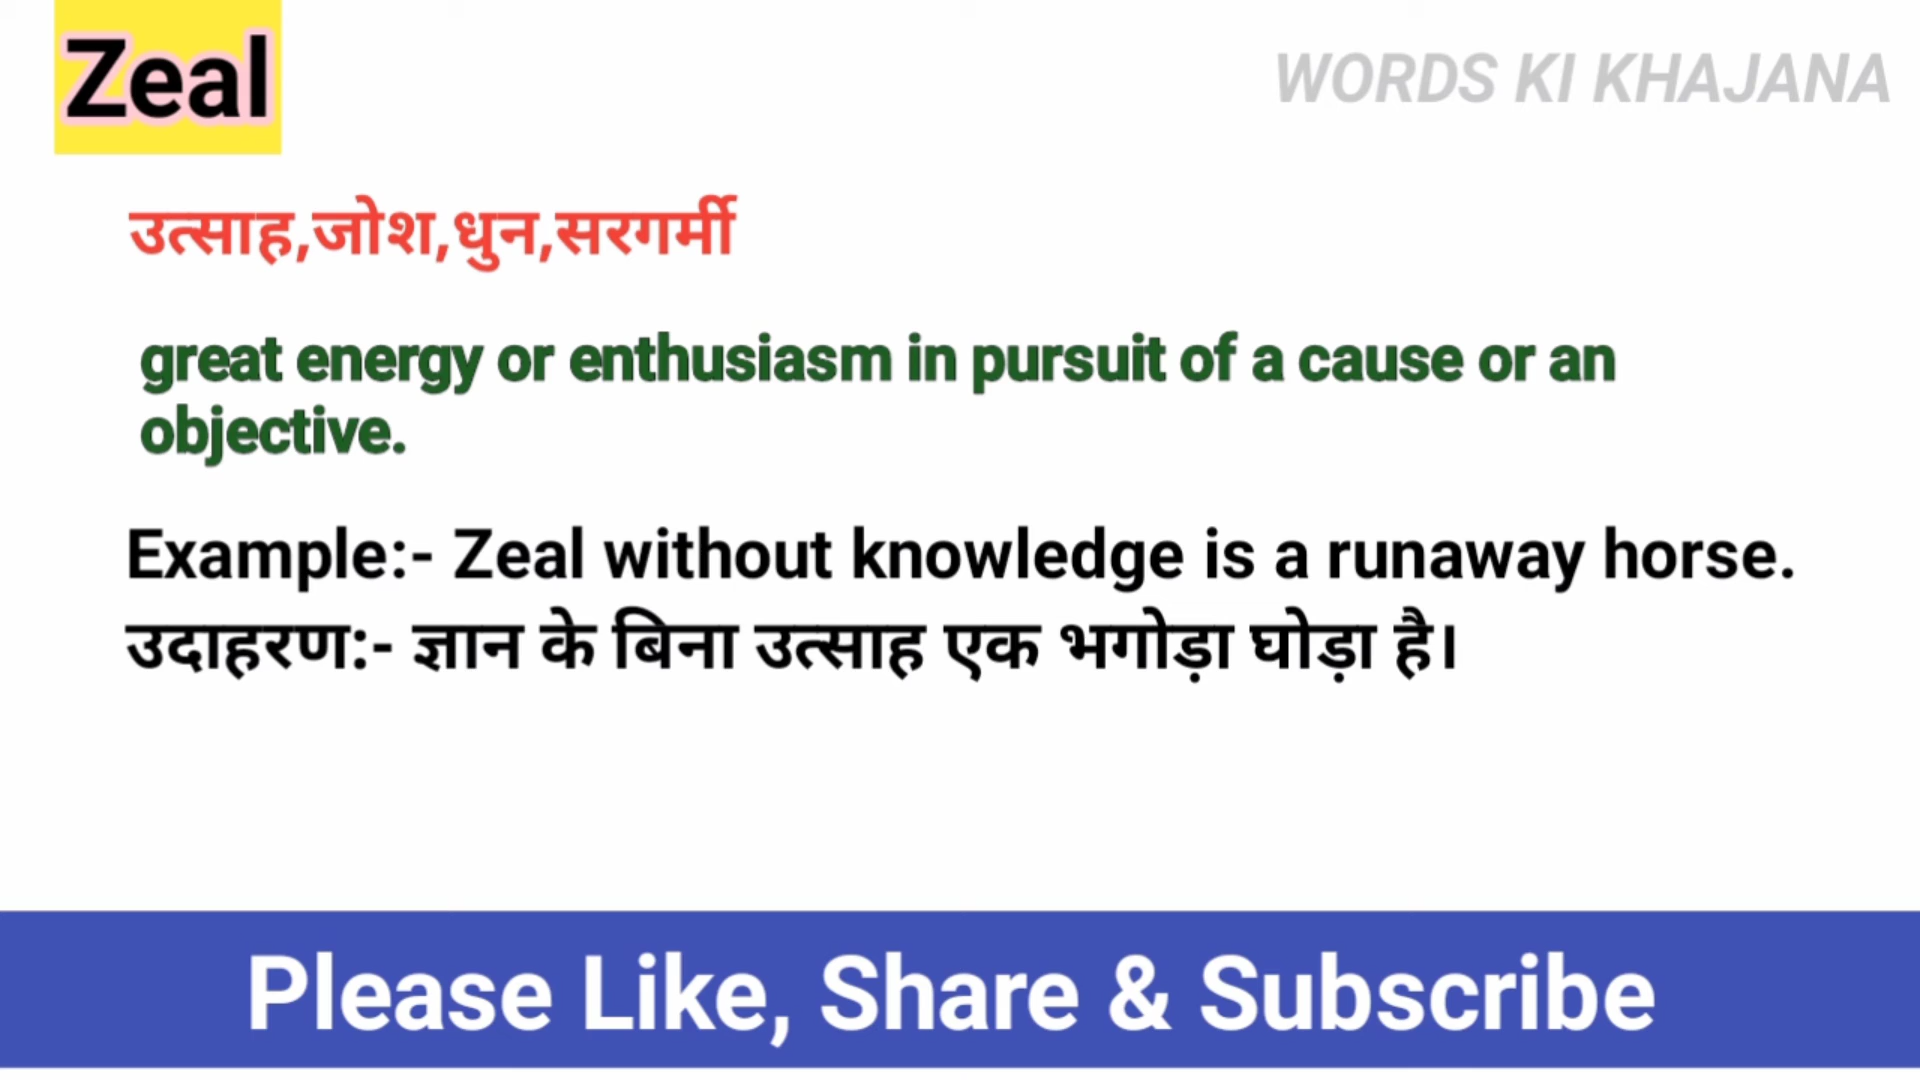 Zeal
WORDS KI KHAJANA
उत्साह,जोश,धुन,सरगर्मी
great energy or enthusiasm in pursuit of a cause or an
objective.
Example:- Zeal without knowledge is a runaway horse.
उदाहरण:- ज्ञान के बिना उत्साह एक भगोड़ा घोड़ा है।
Please Like, Share & Subscribe